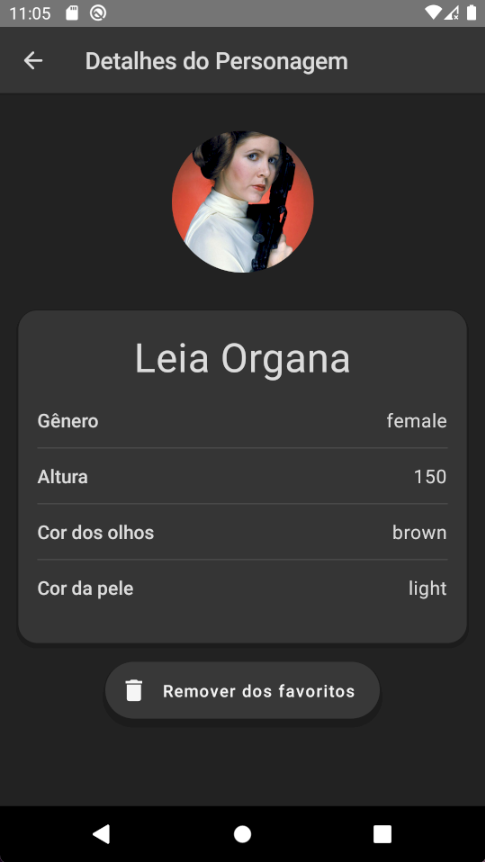 11:05
Detalhes do Personagem
Leia Organa
Gênero female
Altura 150
Cor dos olhos brown
Cor da pele light
Remover dos favoritos